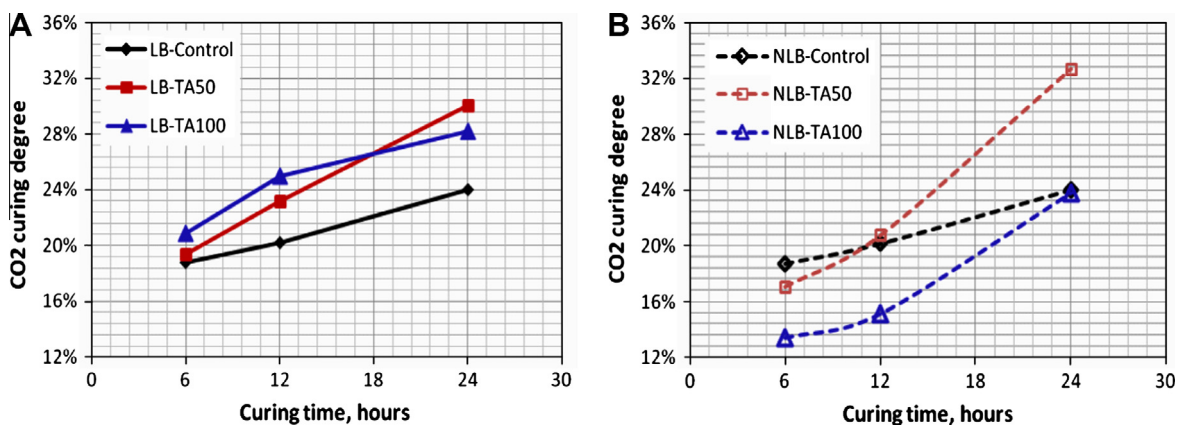 A
36%
32%
28%
24%
20%
16%
12%
0
6
12
18
24
30
LB-Control
LB-TA50
LB-TA100
CO2 curing degree
Curing time, hours
B
36%
32%
28%
24%
20%
16%
12%
0
6
12
18
24
30
NLB-Control
NLB-TA50
NLB-TA100
CO2 curing degree
Curing time, hours